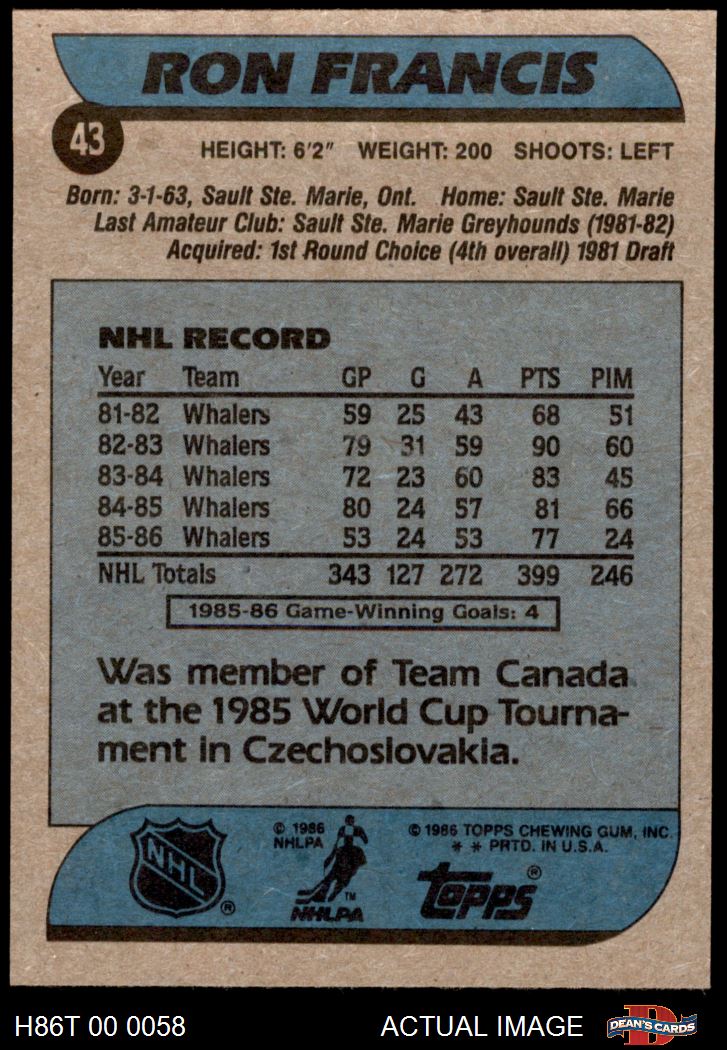 RON FRANCIS
43
HEIGHT: 6'2" WEIGHT: 200 SHOOTS: LEFT
Born: 3-1-63, Sault Ste. Marie, Ont. Home: Sault Ste. Marie
Last Amateur Club: Sault Ste. Marie Greyhounds (1981-82)
Acquired: 1st Round Choice (4th overall) 1981 Draft
NHL RECORD
Year Team GP G A PTS PIM
81-82 Whalers 59 25 43 68 51
82-83 Whalers 79 31 59 90 60
83-84 Whalers 72 23 60 83 45
84-85 Whalers 80 24 57 81 66
85-86 Whalers 53 24 53 77 24
NHL Totals 343 127 272 399 246
1985-86 Game-Winning Goals: 4
Was member of Team Canada
at the 1985 World Cup Tourna-
ment in Czechoslovakia.
NHL ®
© 1986
NHLPA
TM
NHLPA
© 1986 TOPPS CHEWING GUM, INC.
* * PRTD. IN U.S.A.
topps ®
H86T 00 0058 ACTUAL IMAGE
D
DEAN'S CARDS